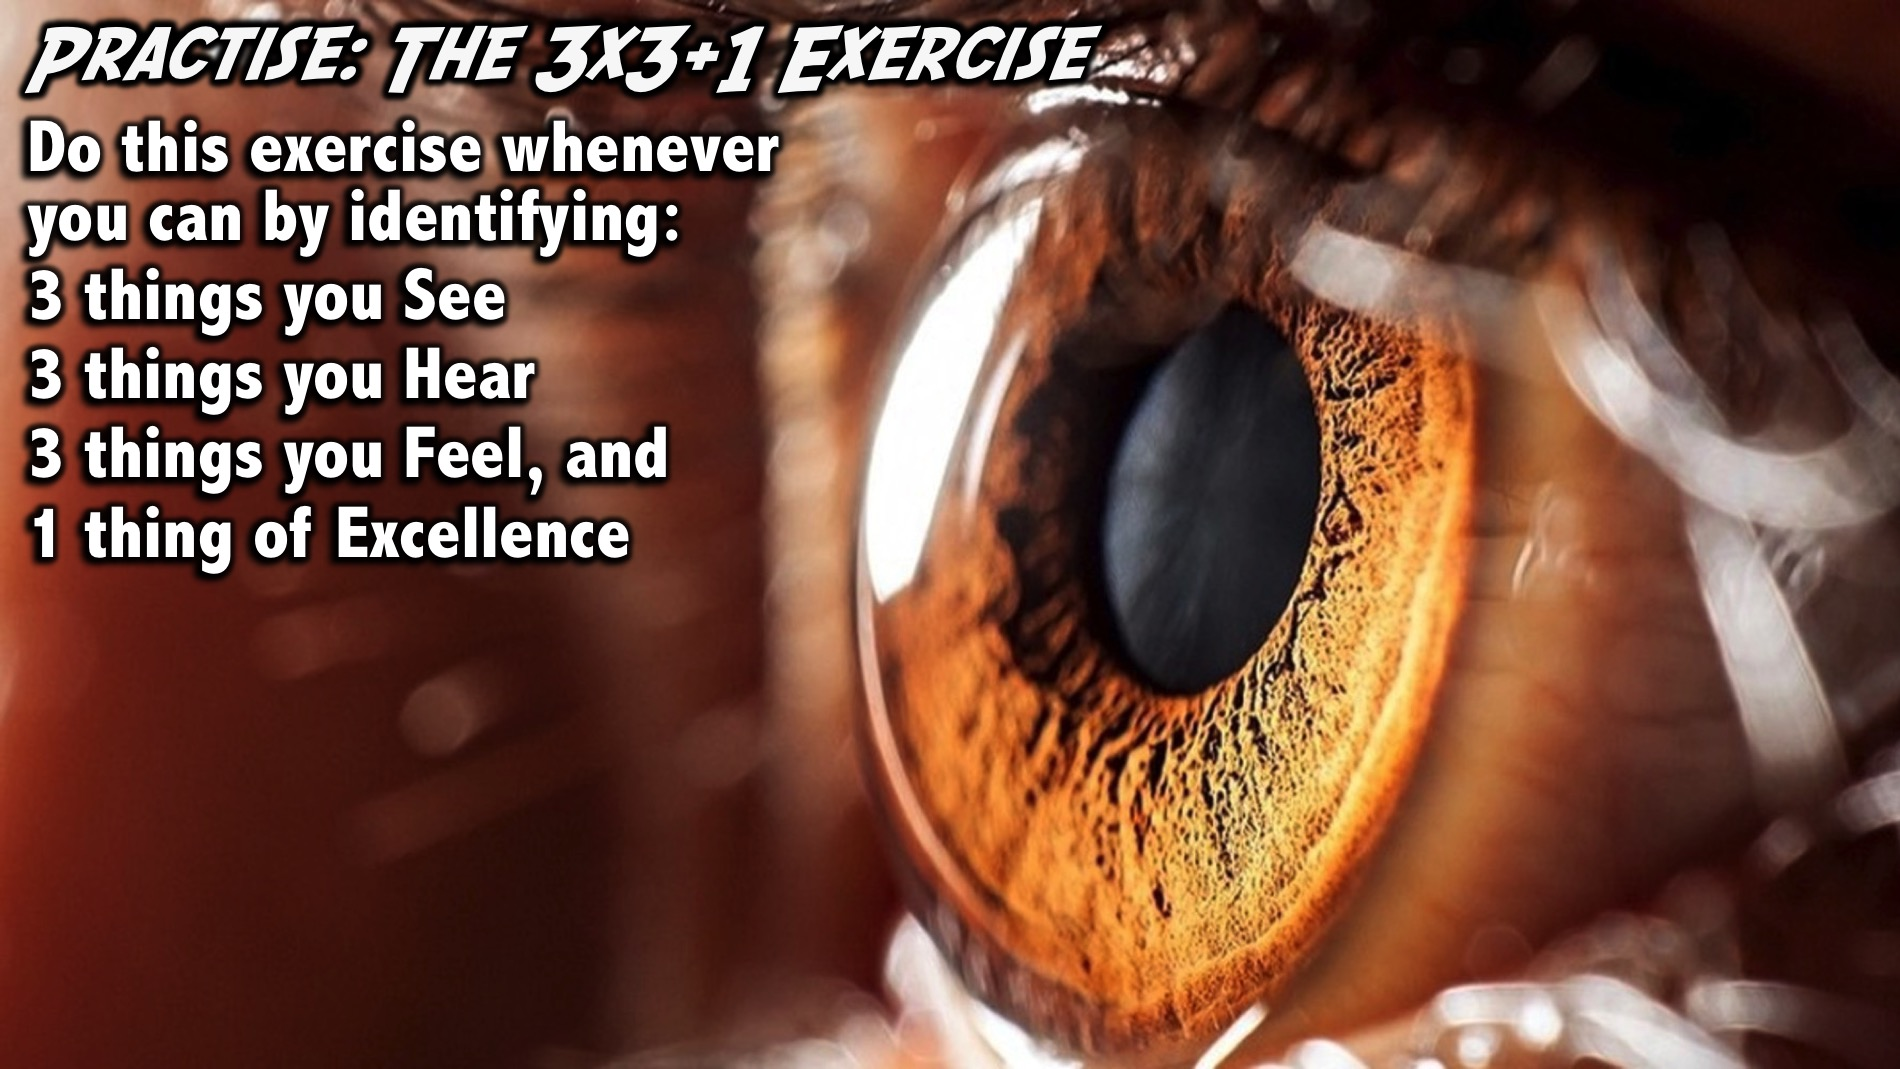 Practise: The 3x3+1 Exercise
Do this exercise whenever
you can by identifying:
3 things you See
3 things you Hear
3 things you Feel, and
1 thing of Excellence